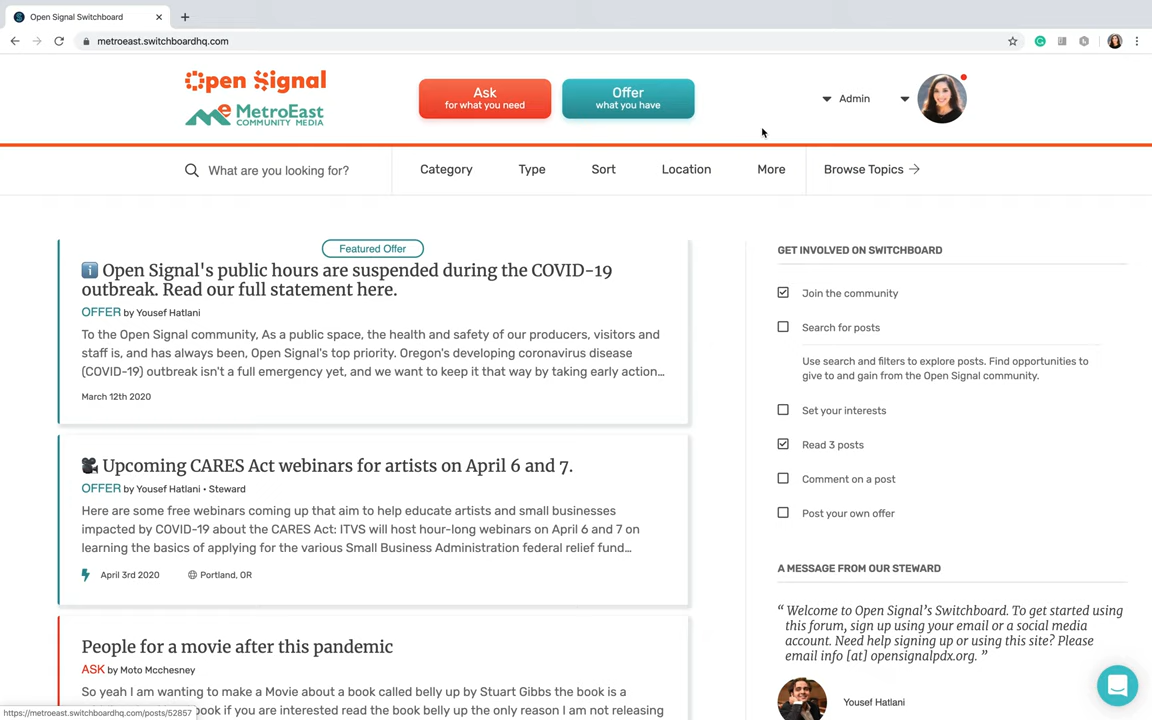 Open Signal Switchboard
metroeast.switchboardhq.com
Open Signal
MetroEast
COMMUNITY MEDIA
Ask
for what you need
Offer
what you have
Admin
What are you looking for?
Category
Type
Sort
Location
More
Browse Topics
Featured Offer
Open Signal's public hours are suspended during the COVID-19
outbreak. Read our full statement here.
OFFER by Yousef Hatlani
To the Open Signal community, As a public space, the health and safety of our producers, visitors and
staff is, and has always been, Open Signal's top priority. Oregon's developing coronavirus disease
(COVID-19) outbreak isn't a full emergency yet, and we want to keep it that way by taking early action...
March 12th 2020
Upcoming CARES Act webinars for artists on April 6 and 7.
OFFER by Yousef Hatlani • Steward
Here are some free webinars coming up that aim to help educate artists and small businesses
impacted by COVID-19 about the CARES Act: ITVS will host hour-long webinars on April 6 and 7 on
learning the basics of applying for the various Small Business Administration federal relief fund...
April 3rd 2020
Portland, OR
People for a movie after this pandemic
ASK by Moto Mcchesney
So yeah I am wanting to make a Movie about a book called belly up by Stuart Gibbs the book is a
book if you are interested read the book belly up the only reason I am not releasing
https://metroeast.switchboardhq.com/posts/52857
GET INVOLVED ON SWITCHBOARD
Join the community
Search for posts
Use search and filters to explore posts. Find opportunities to
give to and gain from the Open Signal community.
Set your interests
Read 3 posts
Comment on a post
Post your own offer
A MESSAGE FROM OUR STEWARD
“ Welcome to Open Signal’s Switchboard. To get started using
this forum, sign up using your email or a social media
account. Need help signing up or using this site? Please
email info [at] opensignalpdx.org. ”
Yousef Hatlani